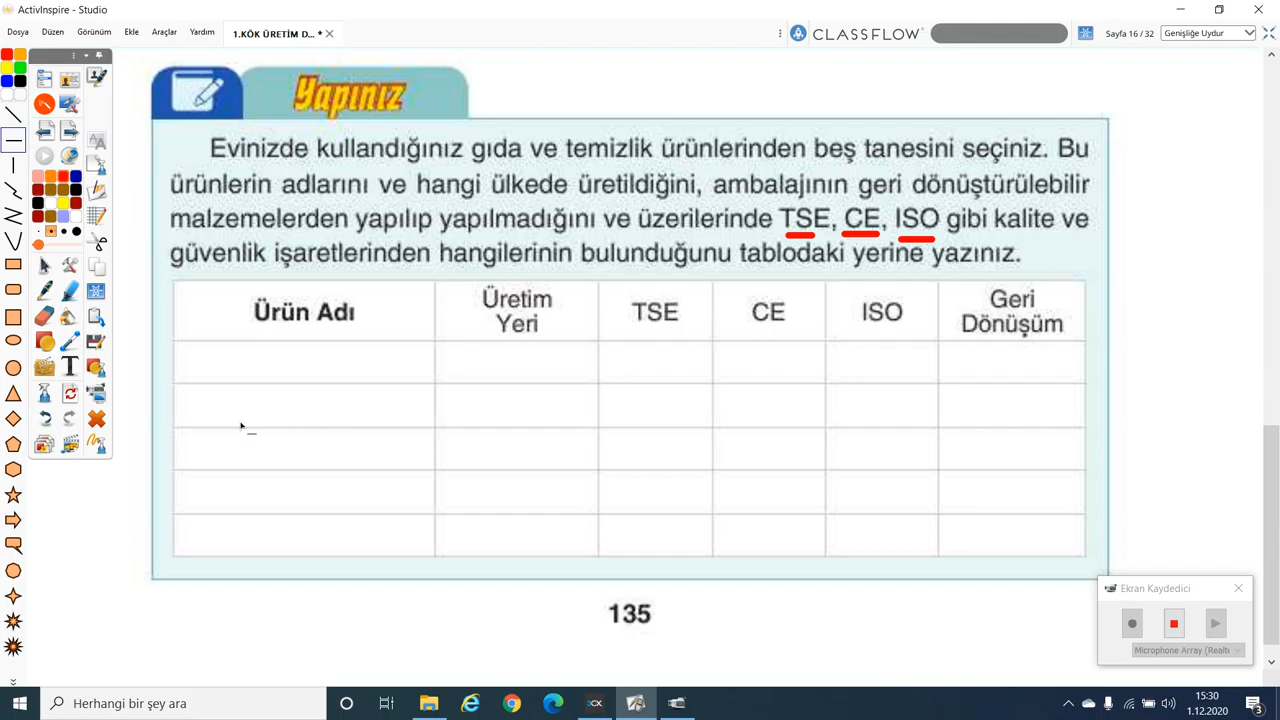 ActivInspire - Studio
Dosya Düzen Görünüm Ekle Araçlar Yardım
1.KÖK ÜRETİM D... *
CLASSFLOW
Sayfa 16 / 32
Genişliğe Uydur
Yapınız
Evinizde kullandığınız gıda ve temizlik ürünlerinden beş tanesini seçiniz. Bu
ürünlerin adlarını ve hangi ülkede üretildiğini, ambalajının geri dönüştürülebilir
malzemelerden yapılıp yapılmadığını ve üzerilerinde TSE, CE, ISO gibi kalite ve
güvenlik işaretlerinden hangilerinin bulunduğunu tablodaki yerine yazınız.
Ürün Adı
Üretim
Yeri
TSE
CE
ISO
Geri
Dönüşüm
135
Ekran Kaydedici
Microphone Array (Realte
Herhangi bir şey ara
15:30
1.12.2020
3